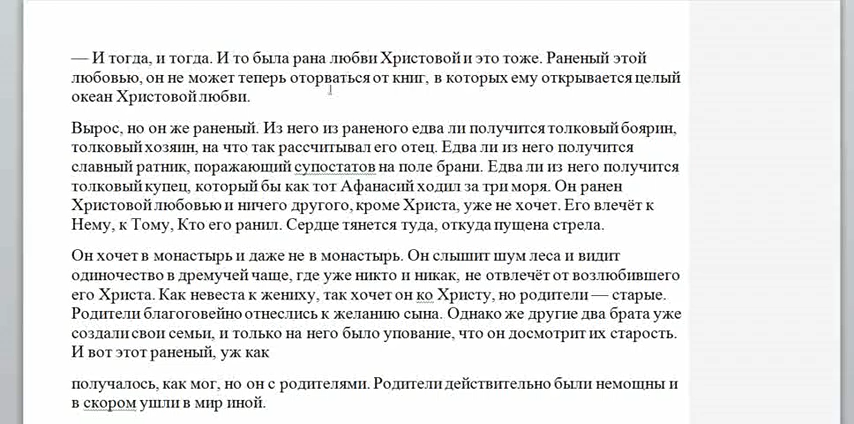 — И тогда, и тогда. И то была рана любви Христовой и это тоже. Раненый этой
любовью, он не может теперь оторваться от книг, в которых ему открывается целый
океан Христовой любви.
Вырос, но он же раненый. Из него из раненого едва ли получится толковый боярин,
толковый хозяин, на что так рассчитывал его отец. Едва ли из него получится
славный ратник, поражающий супостатов на поле брани. Едва ли из него получится
толковый купец, который бы как тот Афанасий ходил за три моря. Он ранен
Христовой любовью и ничего другого, кроме Христа, уже не хочет. Его влечёт к
Нему, к Тому, Кто его ранил. Сердце тянется туда, откуда пущена стрела.
Он хочет в монастырь и даже не в монастырь. Он слышит шум леса и видит
одиночество в дремучей чаще, где уже никто и никак, не отвлечёт от возлюбившего
его Христа. Как невеста к жениху, так хочет он ко Христу, но родители — старые.
Родители благоговейно отнеслись к желанию сына. Однако же другие два брата уже
создали свои семьи, и только на него было упование, что он досмотрит их старость.
И вот этот раненый, уж как
получалось, как мог, но он с родителями. Родители действительно были немощны и
в скором ушли в мир иной.